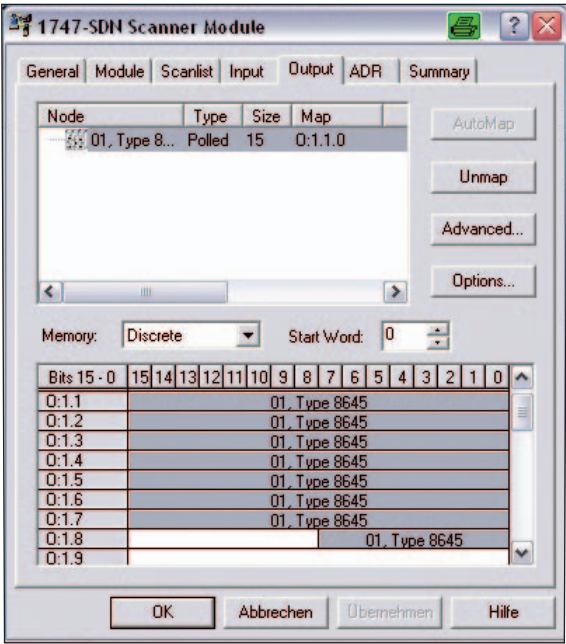 1747-SDN Scanner Module
General Module Scanlist Input Output ADR Summary
Node Type Size Map
01, Type 8... Polled 15 O:1.1.0
AutoMap
Unmap
Advanced...
Options...
Memory: Discrete Start Word: 0
Bits 15 - 0 15 14 13 12 11 10 9 8 7 6 5 4 3 2 1 0
O:1.1 01, Type 8645
O:1.2 01, Type 8645
O:1.3 01, Type 8645
O:1.4 01, Type 8645
O:1.5 01, Type 8645
O:1.6 01, Type 8645
O:1.7 01, Type 8645
O:1.8 01, Type 8645
O:1.9
OK Abbrechen Übernehmen Hilfe